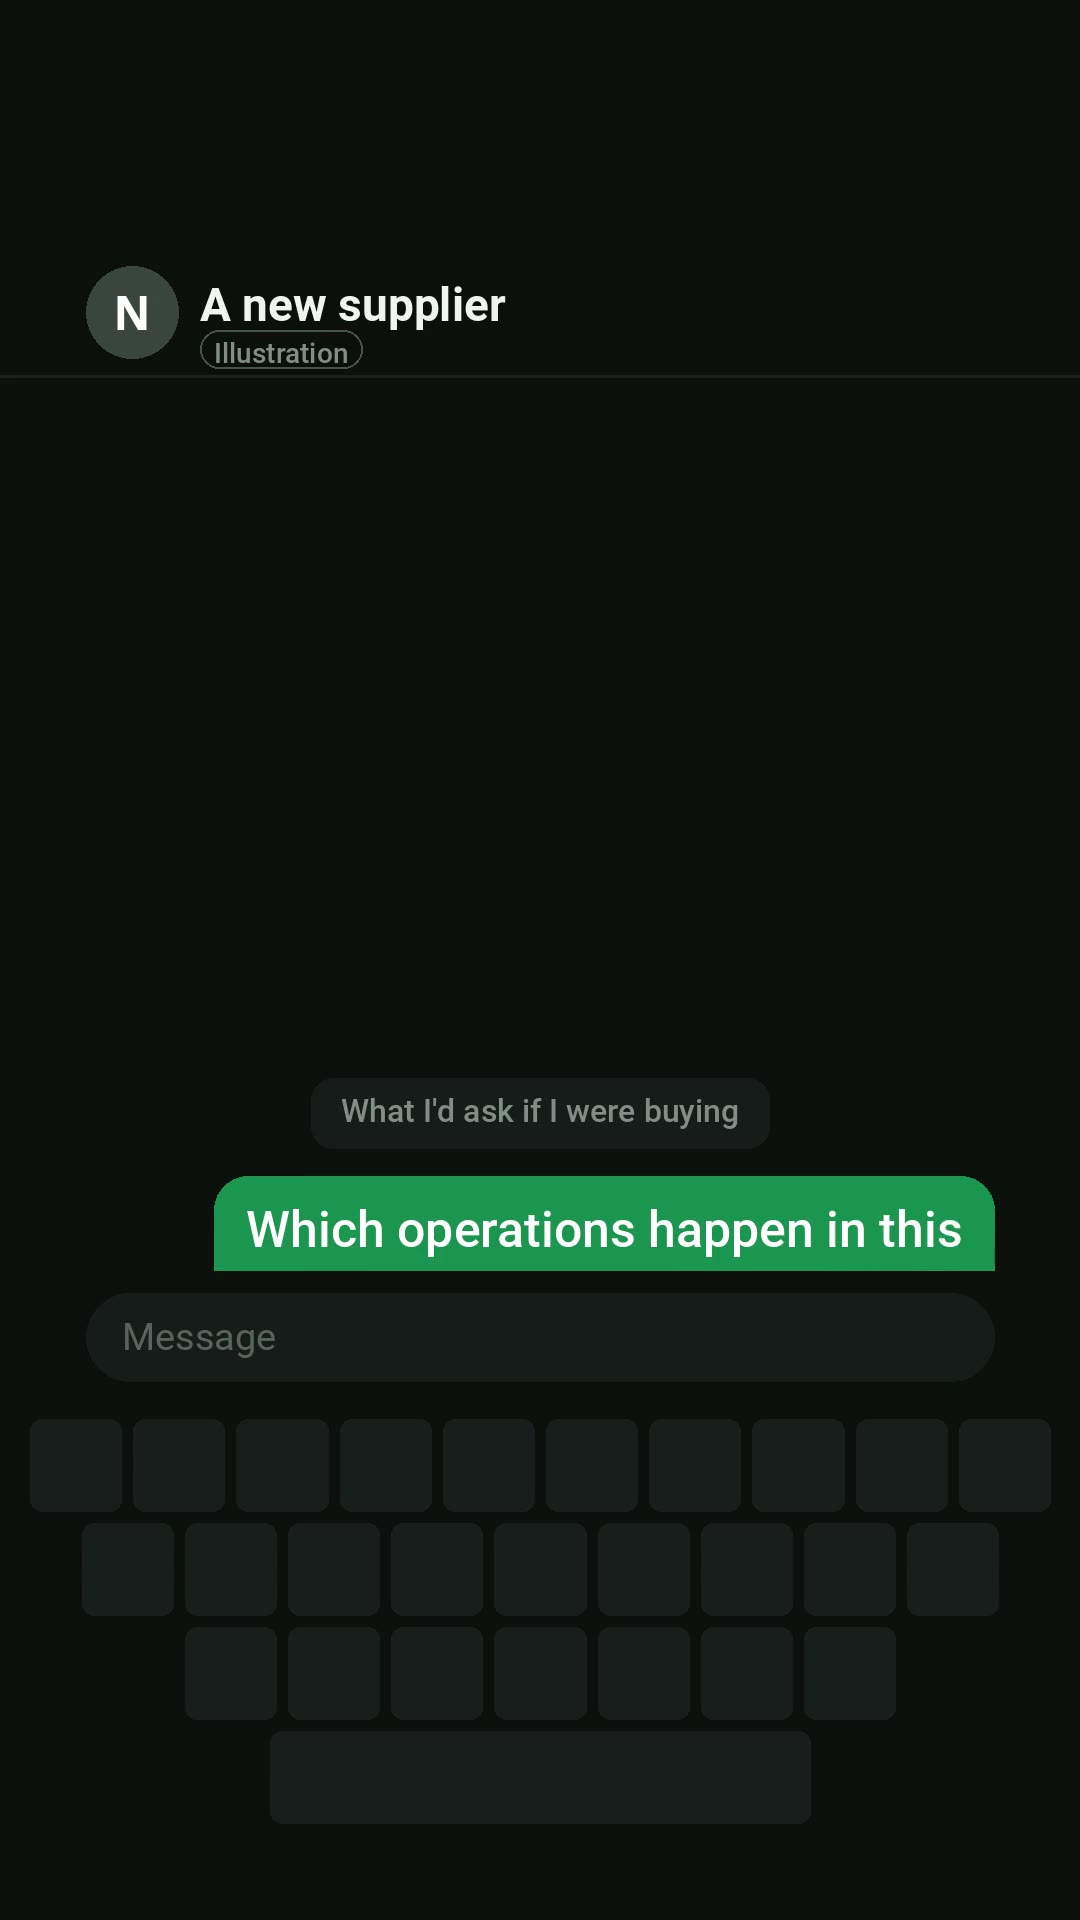 N
A new supplier
Illustration
What I'd ask if I were buying
Which operations happen in this
Message